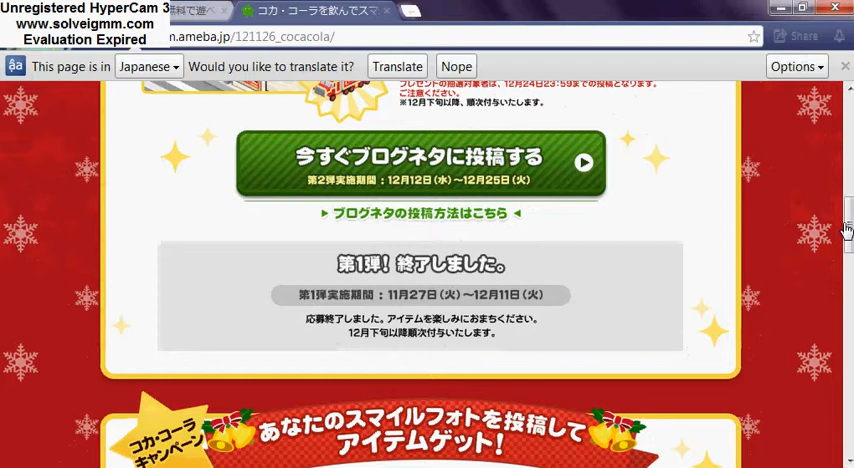 Unregistered HyperCam 3
www.solveigmm.com
Evaluation Expired
コカ・コーラを飲んでスマ
m.ameba.jp/121126_cocacola/
Share
This page is in Japanese Would you like to translate it? Translate Nope Options
プレゼントの抽選対象者は、12月24日23:59までの投稿となります。
ご注意ください。
※12月下旬以降、順次付与いたします。
今すぐブログネタに投稿する
第2弾実施期間：12月12日(水)～12月25日(火)
ブログネタの投稿方法はこちら
第1弾! 終了しました。
第1弾実施期間：11月27日(火)～12月11日(火)
応募終了しました。アイテムを楽しみにおまちください。
12月下旬以降順次付与いたします。
コカ・コーラ
キャンペーン
あなたのスマイルフォトを投稿して
アイテムゲット!